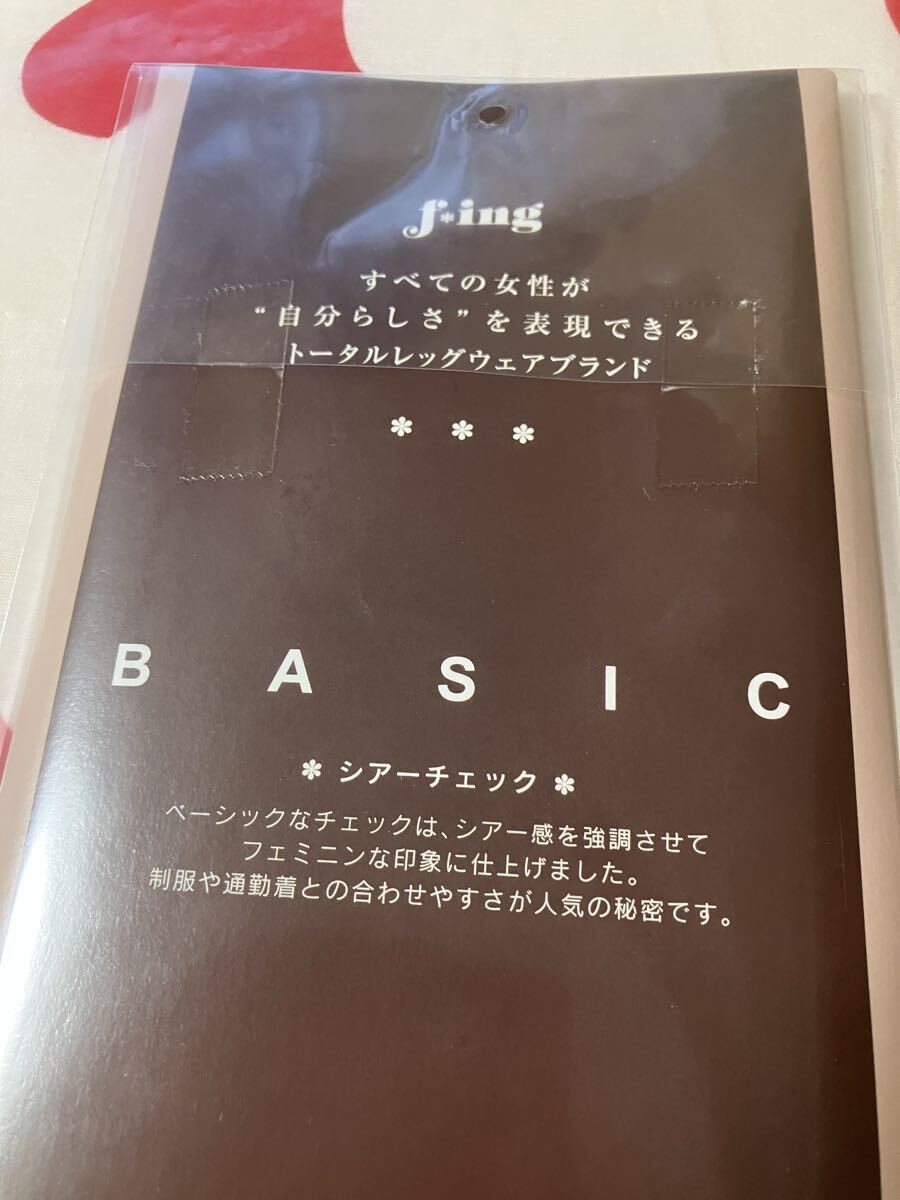 f*ing
すべての女性が
“自分らしさ”を表現できる
トータルレッグウェアブランド
＊ ＊ ＊
BASIC
＊ シアーチェック ＊
ベーシックなチェックは、シアー感を強調させて
フェミニンな印象に仕上げました。
制服や通勤着との合わせやすさが人気の秘密です。